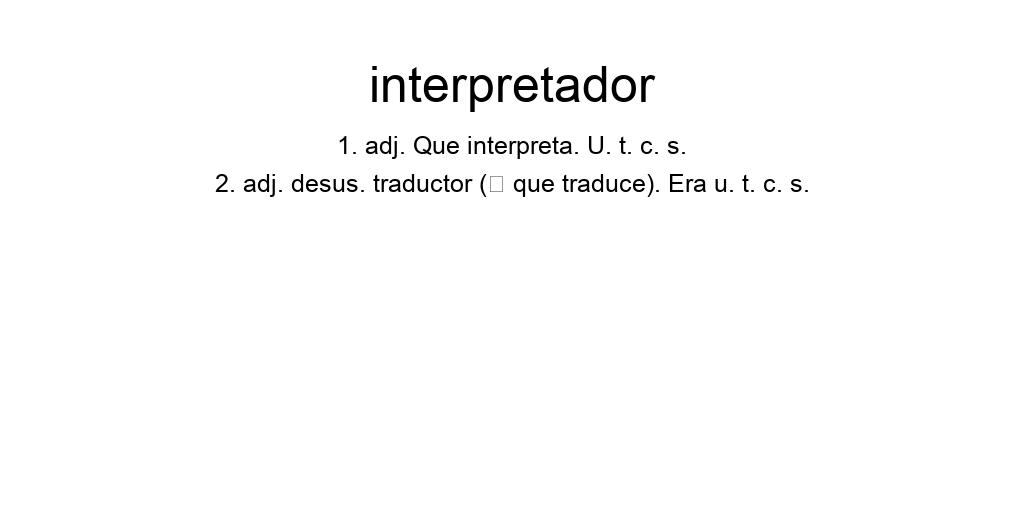 interpretador
1. adj. Que interpreta. U. t. c. s.
2. adj. desus. traductor (□ que traduce). Era u. t. c. s.